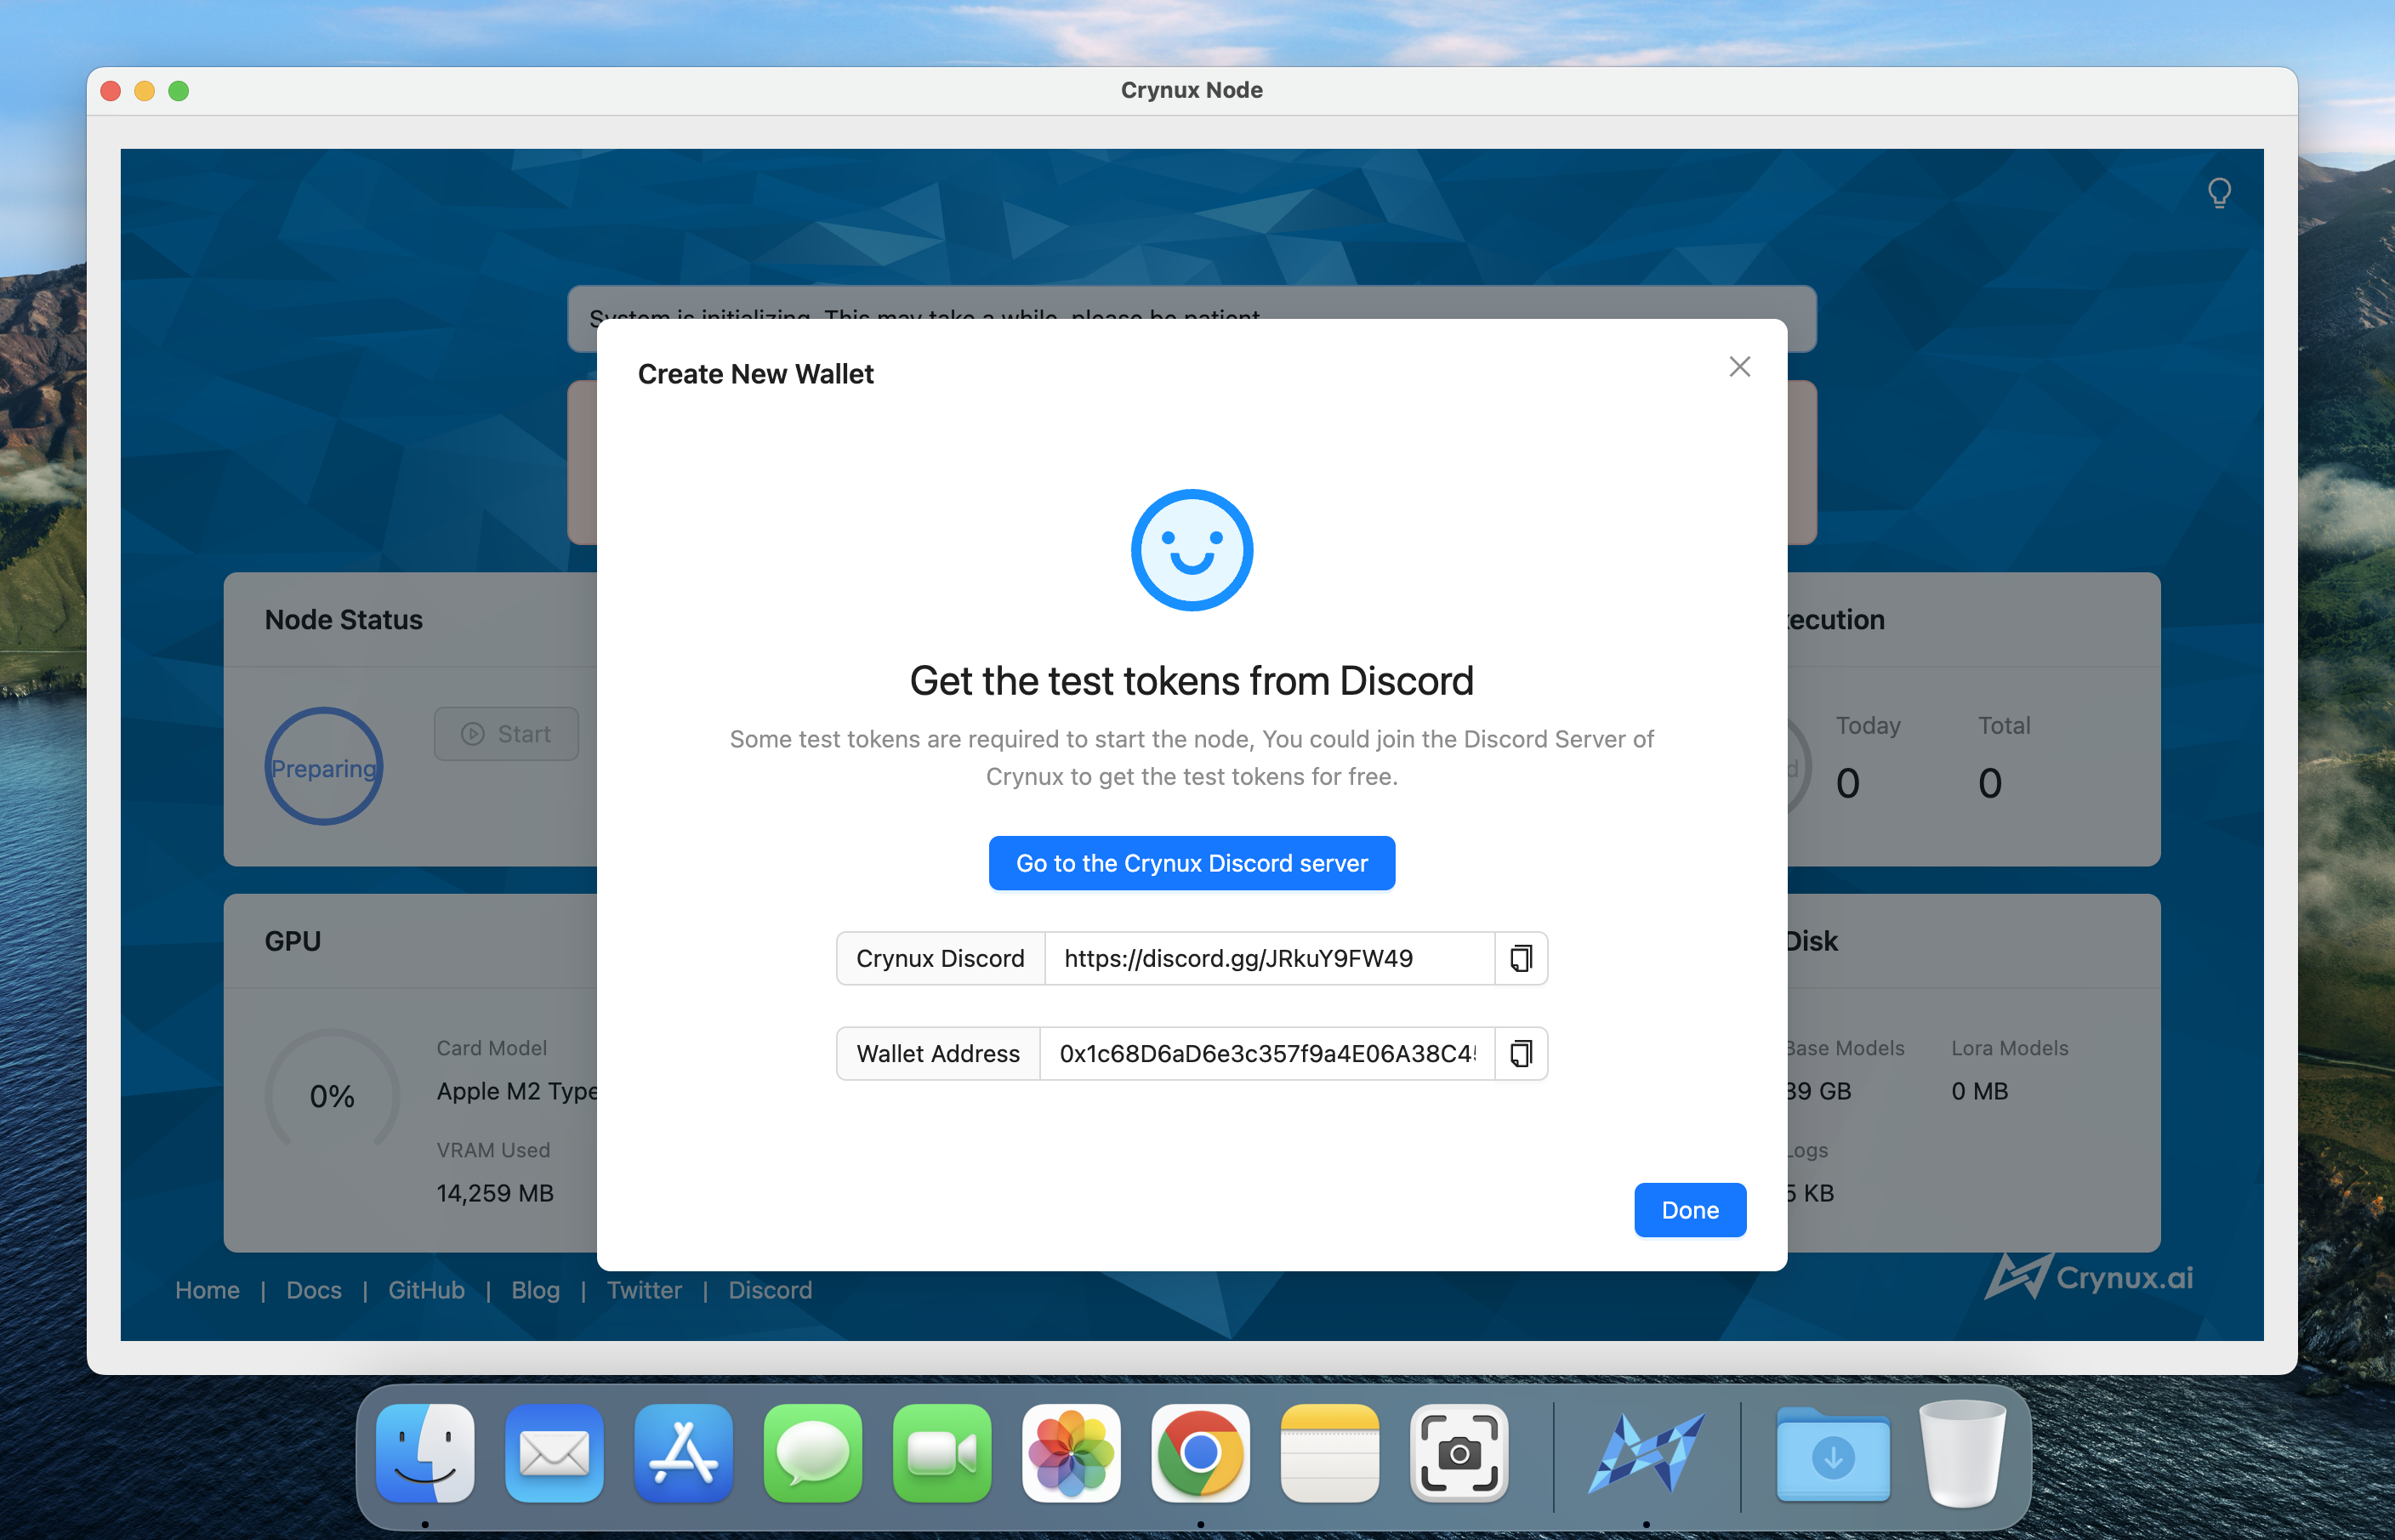 Crynux Node
System is initializing. This may take a while, please be patient
Create New Wallet
Get the test tokens from Discord
Some test tokens are required to start the node, You could join the Discord Server of
Crynux to get the test tokens for free.
Go to the Crynux Discord server
Crynux Discord
https://discord.gg/JRkuY9FW49
Wallet Address
0x1c68D6aD6e3c357f9a4E06A38C4
Done
Node Status
Preparing
Start
Today
Total
0
0
GPU
0%
Card Model
Apple M2 Type
VRAM Used
14,259 MB
Disk
Base Models
Lora Models
39 GB
0 MB
Logs
5 KB
Home | Docs | GitHub | Blog | Twitter | Discord
Crynux.ai